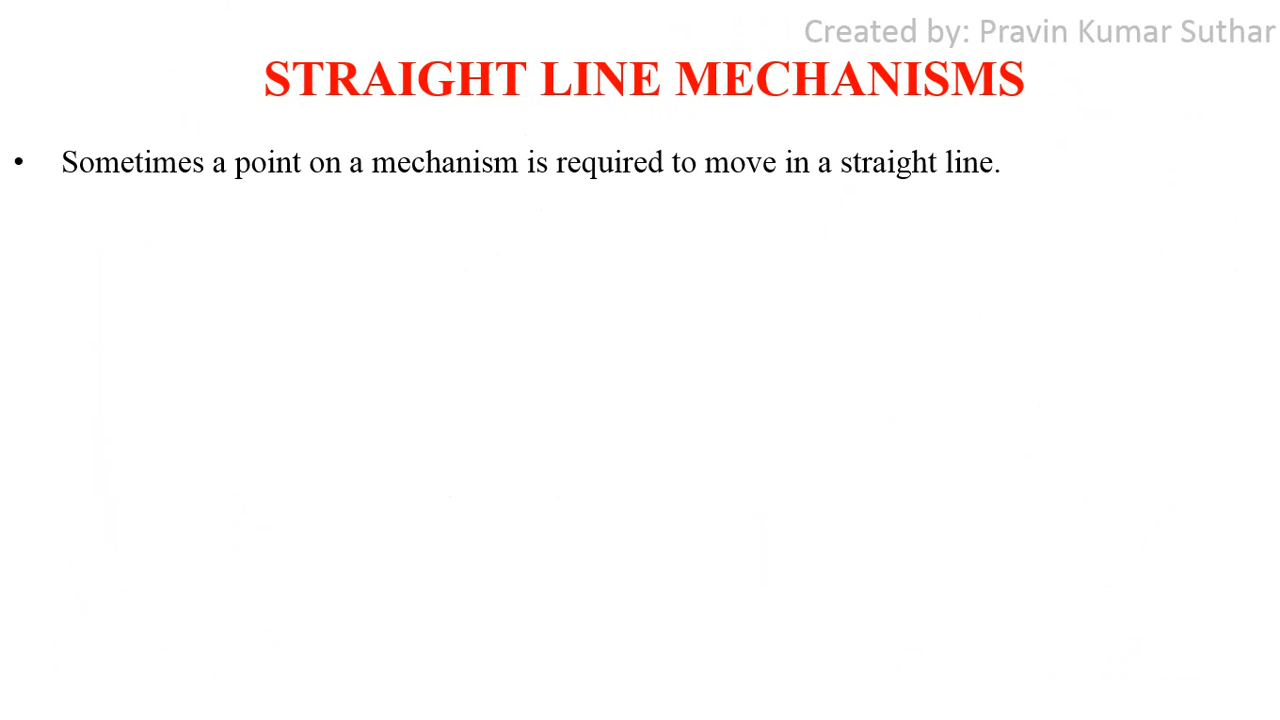 Created by: Pravin Kumar Suthar
STRAIGHT LINE MECHANISMS
• Sometimes a point on a mechanism is required to move in a straight line.